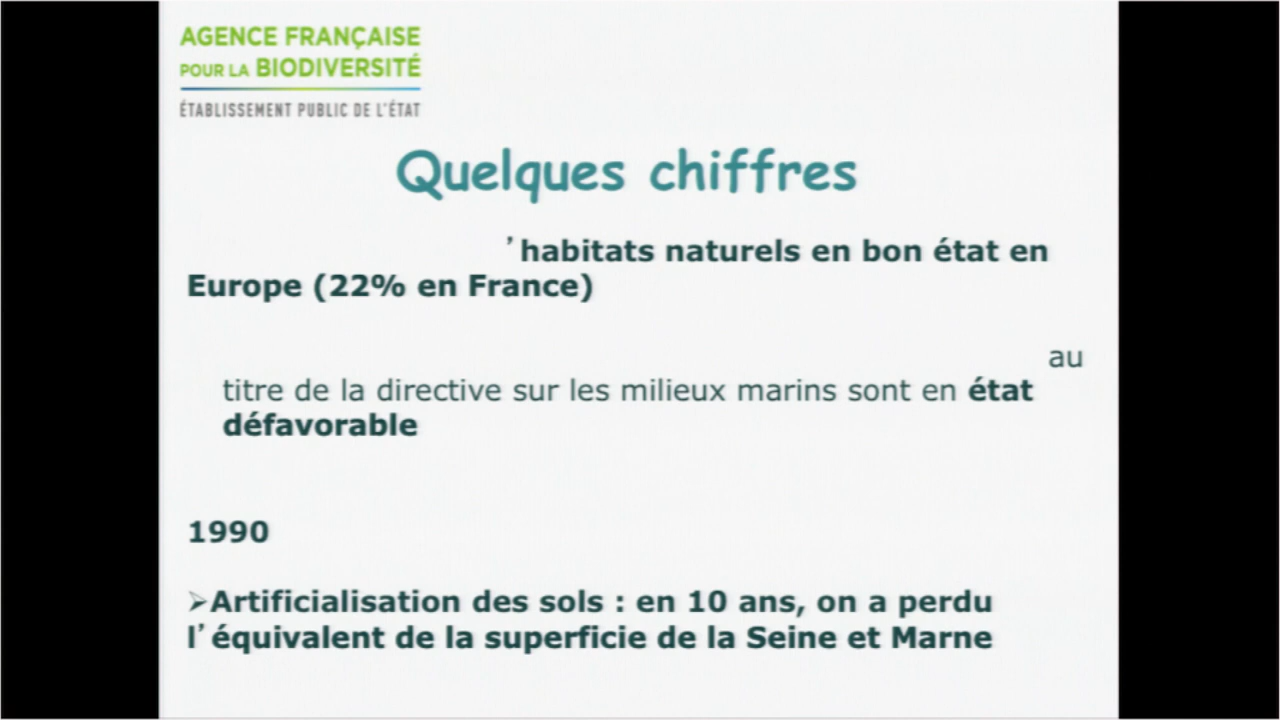 AGENCE FRANÇAISE
POUR LA BIODIVERSITÉ
ÉTABLISSEMENT PUBLIC DE L'ÉTAT
Quelques chiffres
’habitats naturels en bon état en
Europe (22% en France)
au
titre de la directive sur les milieux marins sont en état
défavorable
1990
➢Artificialisation des sols : en 10 ans, on a perdu
l’équivalent de la superficie de la Seine et Marne